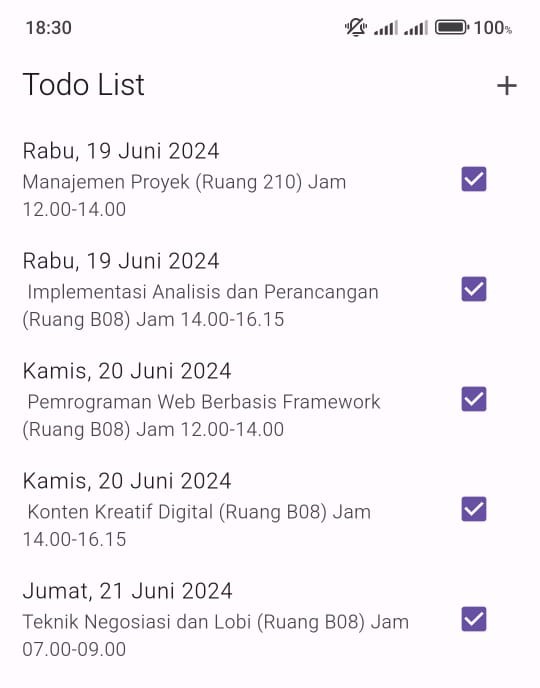 18:30
100%
Todo List
Rabu, 19 Juni 2024
Manajemen Proyek (Ruang 210) Jam
12.00-14.00
Rabu, 19 Juni 2024
Implementasi Analisis dan Perancangan
(Ruang B08) Jam 14.00-16.15
Kamis, 20 Juni 2024
Pemrograman Web Berbasis Framework
(Ruang B08) Jam 12.00-14.00
Kamis, 20 Juni 2024
Konten Kreatif Digital (Ruang B08) Jam
14.00-16.15
Jumat, 21 Juni 2024
Teknik Negosiasi dan Lobi (Ruang B08) Jam
07.00-09.00